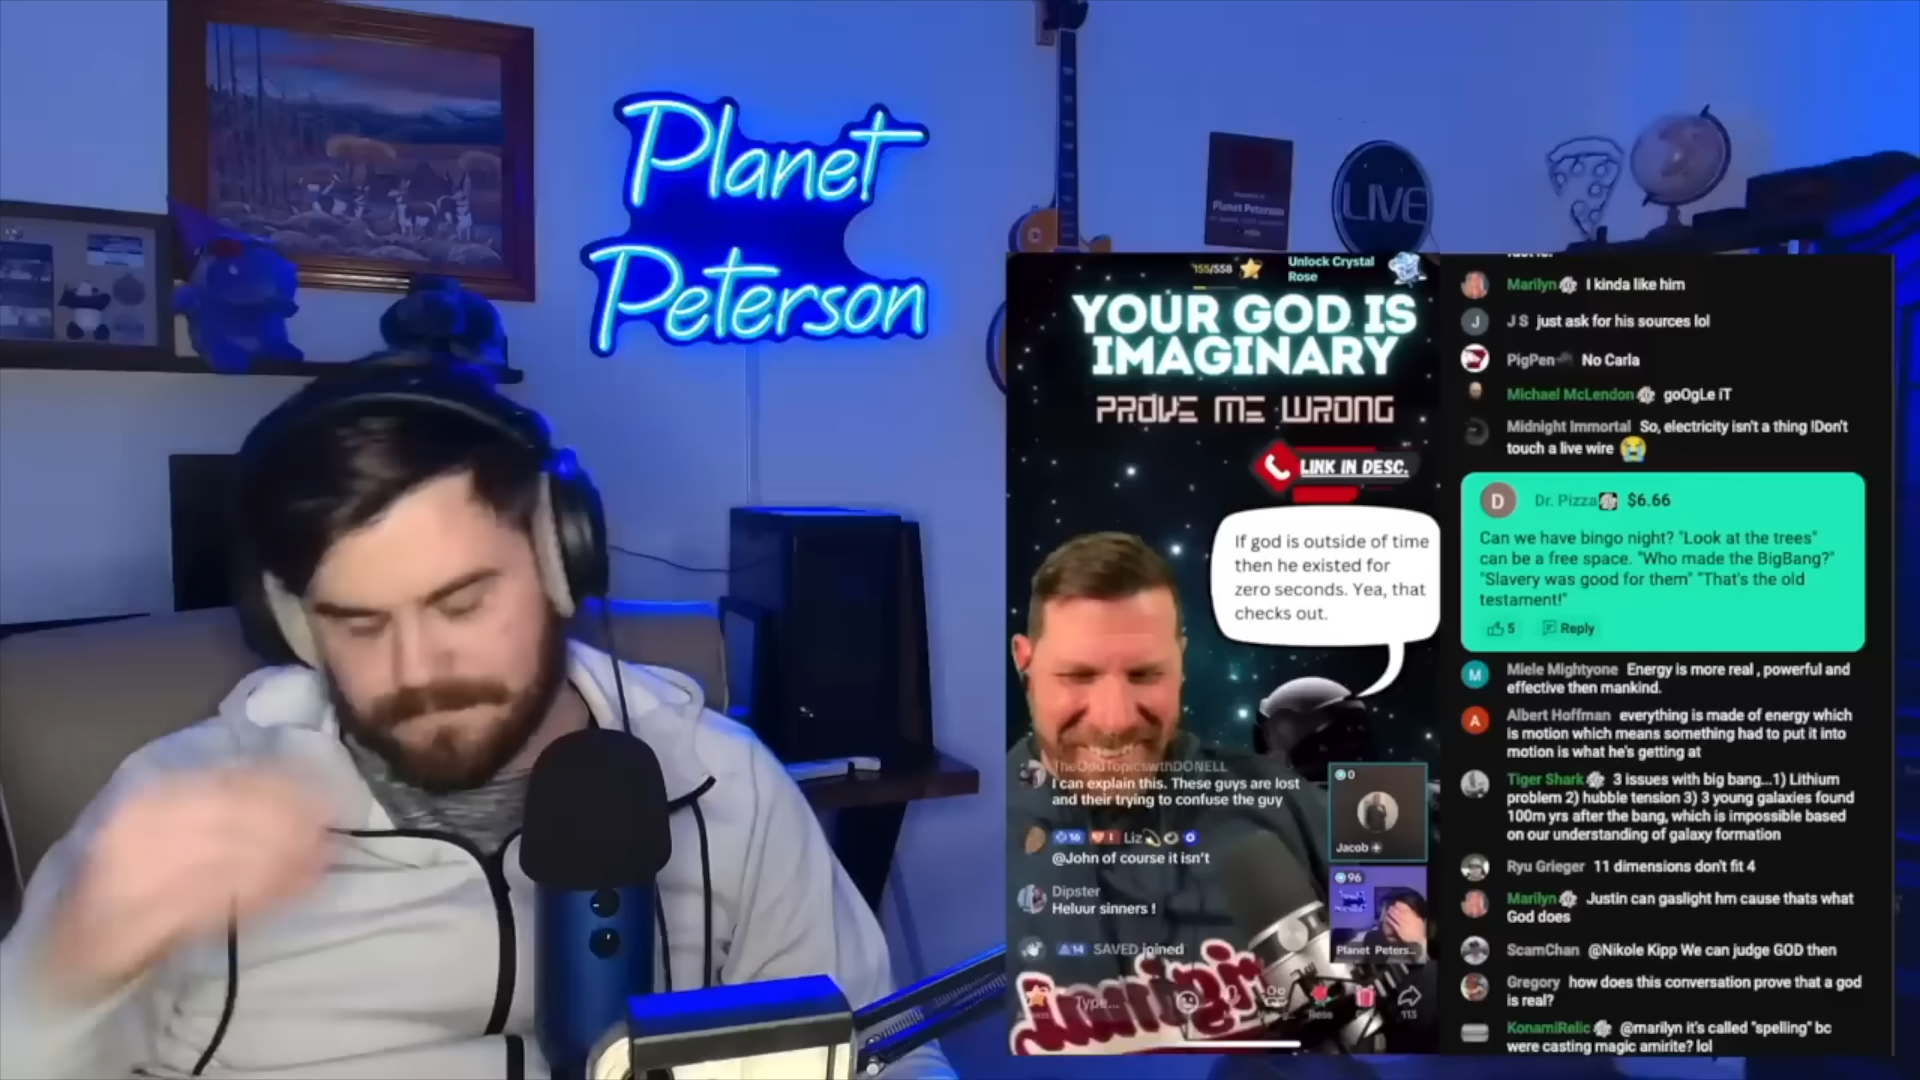 Planet
Peterson
Planet Peterson
LIVE
155/558
Unlock Crystal
Rose
YOUR GOD IS
IMAGINARY
PROVE ME WRONG
LINK IN DESC.
If god is outside of time
then he existed for
zero seconds. Yea, that
checks out.
TheOddTopicswithDONELL
I can explain this. These guys are lost
and their trying to confuse the guy
16 1 Liz
@John of course it isn't
Dipster
Heluur sinners !
14 SAVED joined
Type...
Rose
113
0
Jacob +
96
Planet Peters...
Marilyn I kinda like him
J
J S just ask for his sources lol
PigPen No Carla
Michael McLendon goOgLe iT
Midnight Immortal So, electricity isn't a thing !Don't
touch a live wire
D
Dr. Pizza $6.66
Can we have bingo night? "Look at the trees"
can be a free space. "Who made the BigBang?"
"Slavery was good for them" "That's the old
testament!"
5 Reply
M
Miele Mightyone Energy is more real , powerful and
effective then mankind.
A
Albert Hoffman everything is made of energy which
is motion which means something had to put it into
motion is what he's getting at
Tiger Shark 3 issues with big bang...1) Lithium
problem 2) hubble tension 3) 3 young galaxies found
100m yrs after the bang, which is impossible based
on our understanding of galaxy formation
Ryu Grieger 11 dimensions don't fit 4
Marilyn Justin can gaslight hm cause thats what
God does
ScamChan @Nikole Kipp We can judge GOD then
Gregory how does this conversation prove that a god
is real?
KonamiRelic @marilyn it's called "spelling" bc
were casting magic amirite? lol